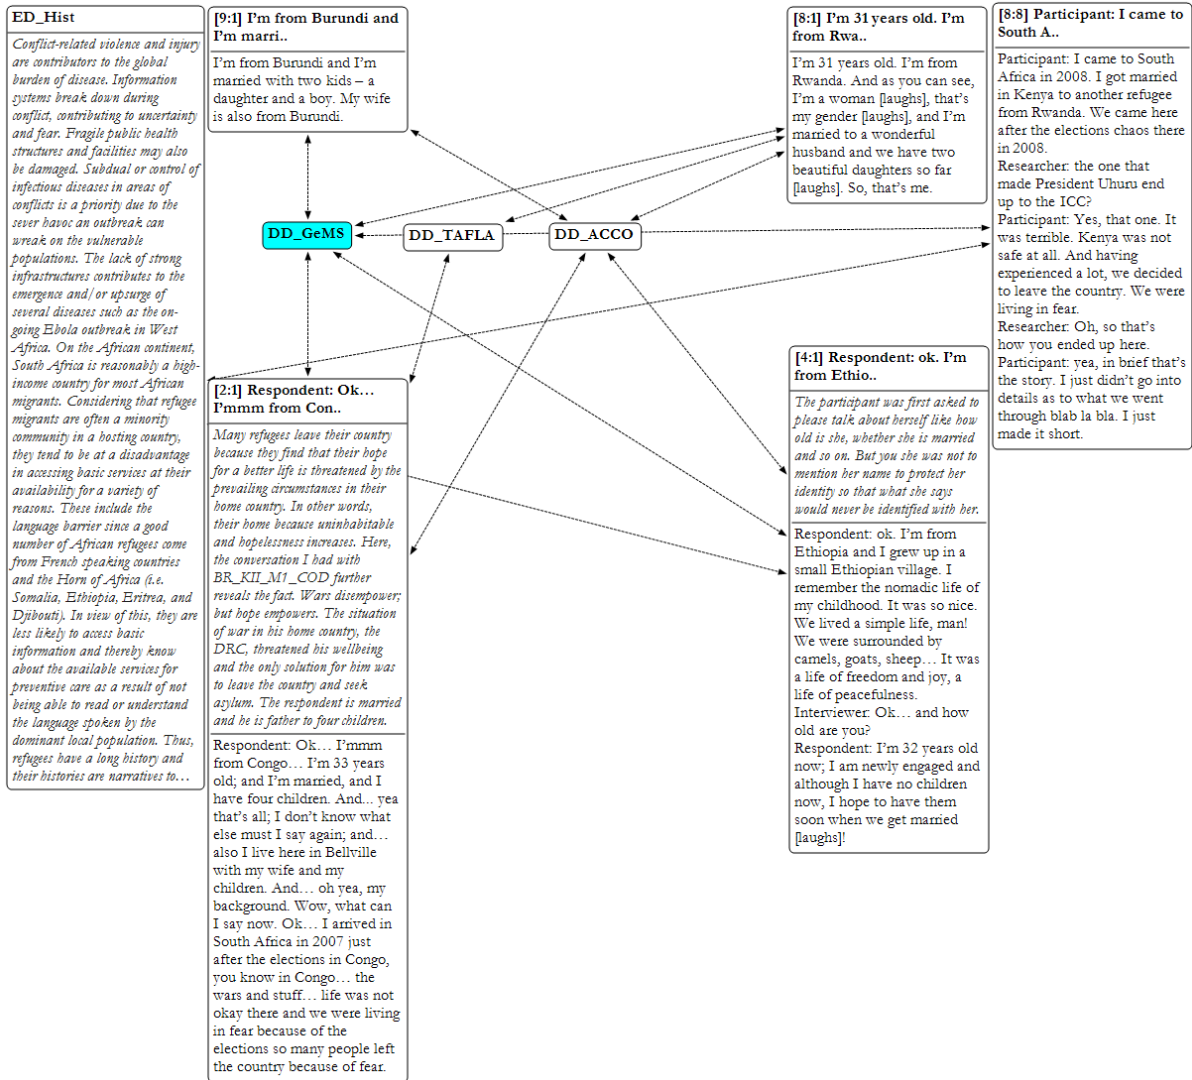 ED_Hist
Conflict-related violence and injury
are contributors to the global
burden of disease. Information
systems break down during
conflict, contributing to uncertainty
and fear. Fragile public health
structures and facilities may also
be damaged. Subdual or control of
infectious diseases in areas of
conflicts is a priority due to the
sever havoc an outbreak can
wreak on the vulnerable
populations. The lack of strong
infrastructures contributes to the
emergence and/or upsurge of
several diseases such as the on-
going Ebola outbreak in West
Africa. On the African continent,
South Africa is reasonably a high-
income country for most African
migrants. Considering that refugee
migrants are often a minority
community in a hosting country,
they tend to be at a disadvantage
in accessing basic services at their
availability for a variety of
reasons. These include the
language barrier since a good
number of African refugees come
from French speaking countries
and the Horn of Africa (i.e.
Somalia, Ethiopia, Eritrea, and
Djibouti). In view of this, they are
less likely to access basic
information and thereby know
about the available services for
preventive care as a result of not
being able to read or understand
the language spoken by the
dominant local population. Thus,
refugees have a long history and
their histories are narratives to...
[9:1] I'm from Burundi and
I'm marri..
I'm from Burundi and I'm
married with two kids – a
daughter and a boy. My wife
is also from Burundi.
DD_GeMS
DD_TAFLA
DD_ACCO
[2:1] Respondent: Ok...
I'mmm from Con..
Many refugees leave their country
because they find that their hope
for a better life is threatened by the
prevailing circumstances in their
home country. In other words,
their home because uninhabitable
and hopelessness increases. Here,
the conversation I had with
BR_KII_M1_COD further
reveals the fact. Wars disempower;
but hope empowers. The situation
of war in his home country, the
DRC, threatened his wellbeing
and the only solution for him was
to leave the country and seek
asylum. The respondent is married
and he is father to four children.
Respondent: Ok... I'mmm
from Congo... I'm 33 years
old; and I'm married, and I
have four children. And... yea
that's all; I don't know what
else must I say again; and...
also I live here in Bellville
with my wife and my
children. And... oh yea, my
background. Wow, what can
I say now. Ok... I arrived in
South Africa in 2007 just
after the elections in Congo,
you know in Congo... the
wars and stuff... life was not
okay there and we were living
in fear because of the
elections so many people left
the country because of fear.
[8:1] I'm 31 years old. I'm
from Rwa..
I'm 31 years old. I'm from
Rwanda. And as you can see,
I'm a woman [laughs], that's
my gender [laughs], and I'm
married to a wonderful
husband and we have two
beautiful daughters so far
[laughs]. So, that's me.
[4:1] Respondent: ok. I'm
from Ethio..
The participant was first asked to
please talk about herself like how
old is she, whether she is married
and so on. But you she was not to
mention her name to protect her
identity so that what she says
would never be identified with her.
Respondent: ok. I'm from
Ethiopia and I grew up in a
small Ethiopian village. I
remember the nomadic life of
my childhood. It was so nice.
We lived a simple life, man!
We were surrounded by
camels, goats, sheep... It was
a life of freedom and joy, a
life of peacefulness.
Interviewer: Ok... and how
old are you?
Respondent: I'm 32 years old
now; I am newly engaged and
although I have no children
now, I hope to have them
soon when we get married
[laughs]!
[8:8] Participant: I came to
South A..
Participant: I came to South
Africa in 2008. I got married
in Kenya to another refugee
from Rwanda. We came here
after the elections chaos there
in 2008.
Researcher: the one that
made President Uhuru end
up to the ICC?
Participant: Yes, that one. It
was terrible. Kenya was not
safe at all. And having
experienced a lot, we decided
to leave the country. We were
living in fear.
Researcher: Oh, so that's
how you ended up here.
Participant: yea, in brief that's
the story. I just didn't go into
details as to what we went
through blab la bla. I just
made it short.